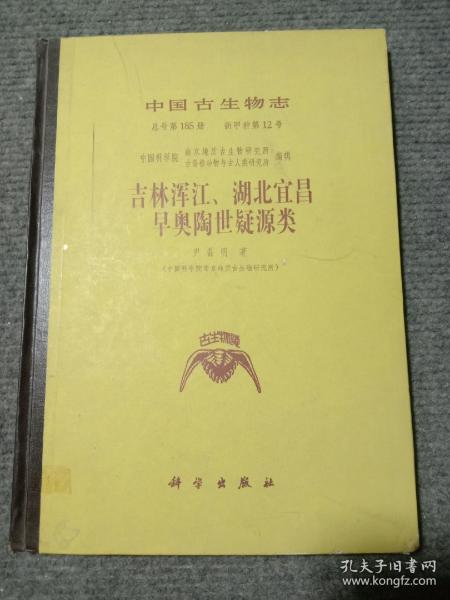 中国古生物志
总号第185册 新甲种第12号
中国科学院 南京地质古生物研究所 编辑
古脊椎动物与古人类研究所
吉林浑江、湖北宜昌
早奥陶世疑源类
尹磊明 著
(中国科学院南京地质古生物研究所)
科学出版社
孔夫子旧书网
www.kongfz.com